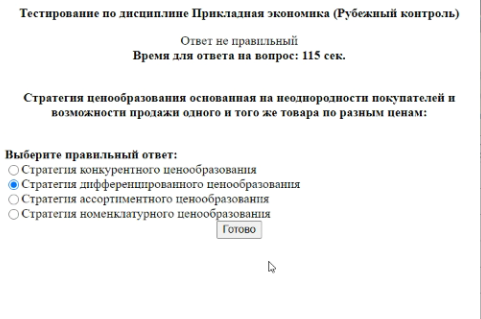 Тестирование по дисциплине Прикладная экономика (Рубежный контроль)
Ответ не правильный
Время для ответа на вопрос: 115 сек.
Стратегия ценообразования основанная на неоднородности покупателей и
возможности продажи одного и того же товара по разным ценам:
Выберите правильный ответ:
Стратегия конкурентного ценообразования
Стратегия дифференцированного ценообразования
Стратегия ассортиментного ценообразования
Стратегия номенклатурного ценообразования
Готово